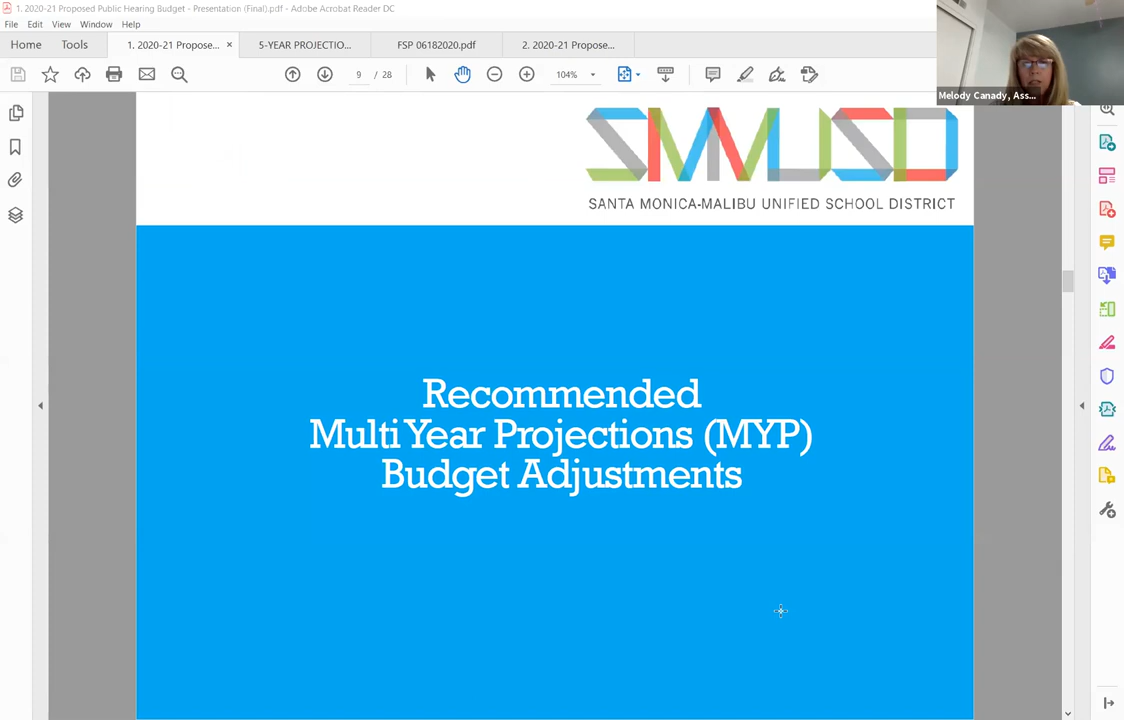 1. 2020-21 Proposed Public Hearing Budget - Presentation (Final).pdf - Adobe Acrobat Reader DC
File Edit View Window Help
Home Tools 1. 2020-21 Propose... × 5-YEAR PROJECTIO... FSP 06182020.pdf 2. 2020-21 Propose...
9 / 28 104%
Melody Canady, Ass...
SMMUSD
SANTA MONICA-MALIBU UNIFIED SCHOOL DISTRICT
Recommended
Multi Year Projections (MYP)
Budget Adjustments